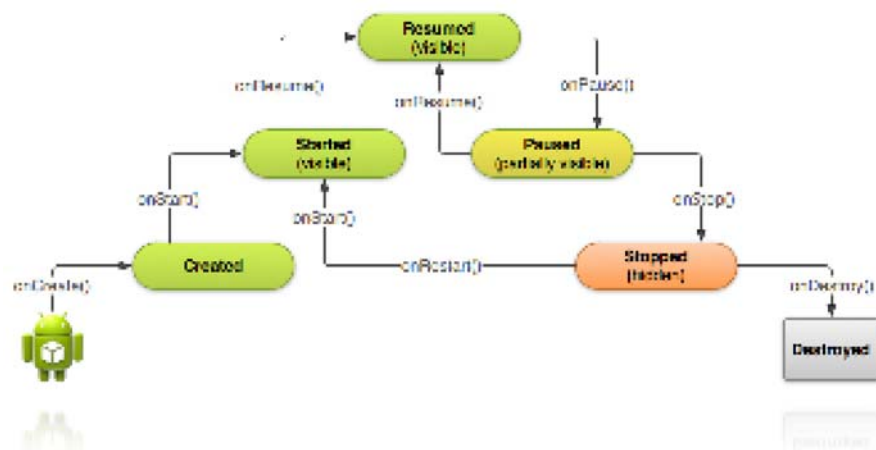 Resumed
(visible)
onResume()
onResume()
onPause()
Started
(visible)
Paused
(partially visible)
onStart()
onStart()
onStop()
Created
onRestart()
Stopped
(hidden)
onCreate()
onDestroy()
Destroyed